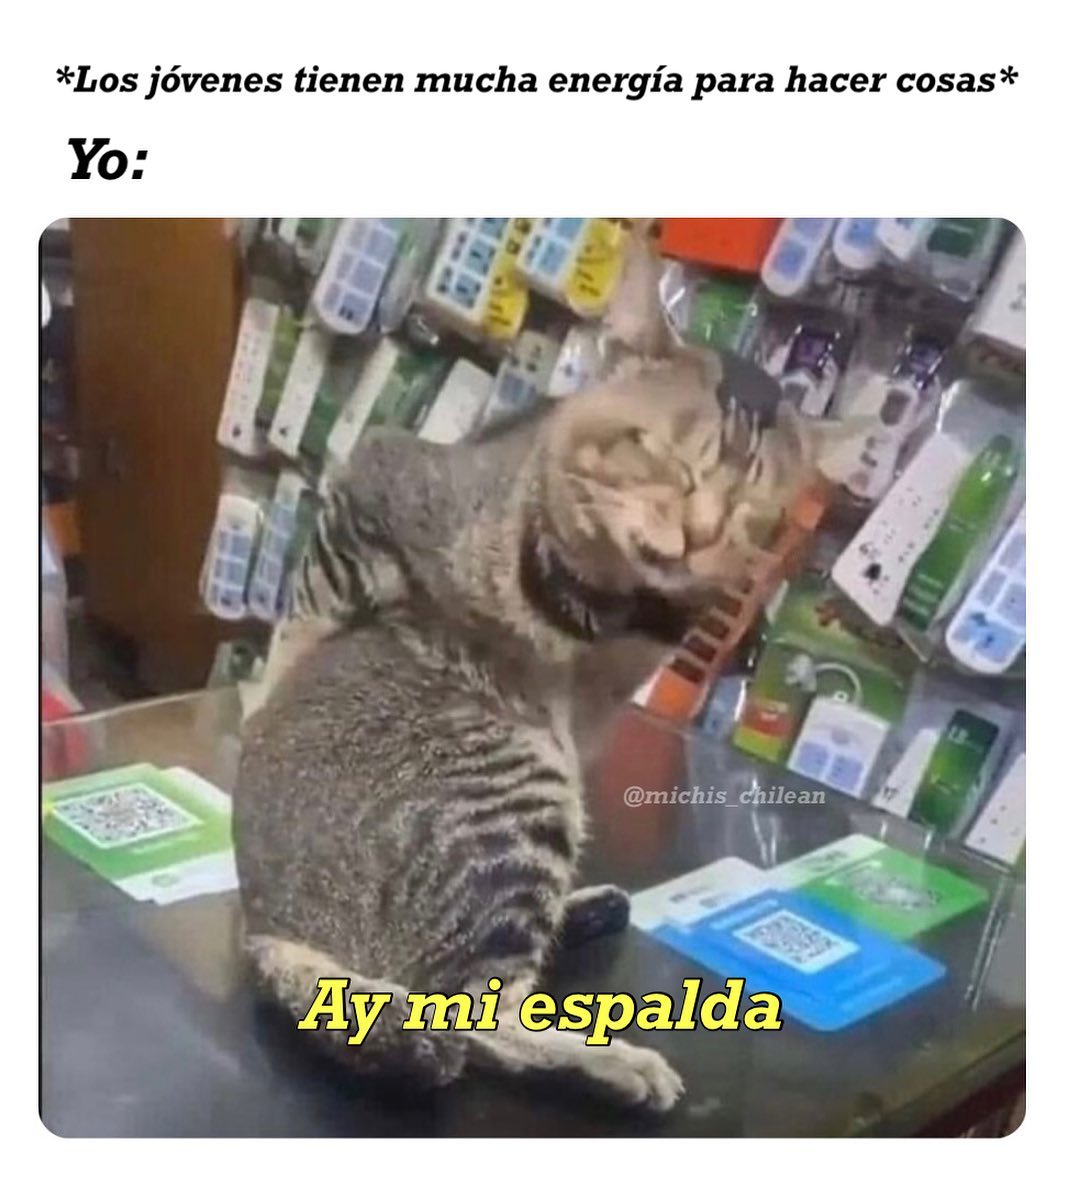 *Los jóvenes tienen mucha energía para hacer cosas*
Yo:
@michis_chilean
Ay mi espalda